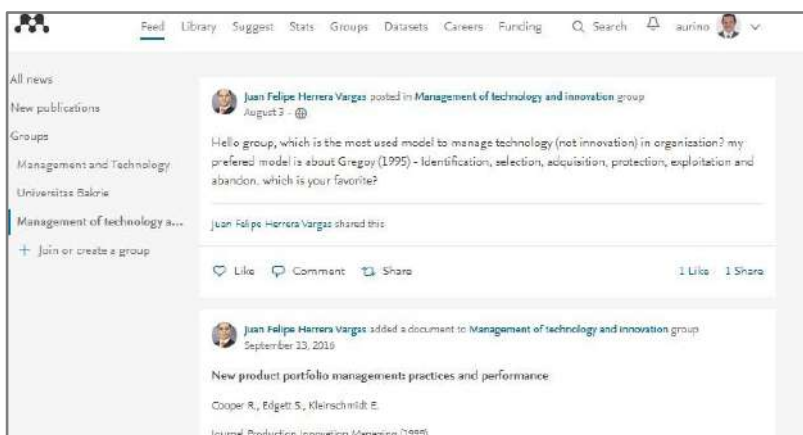 Feed Library Suggest Stats Groups Datasets Careers Funding Search aurino
All news
New publications
Groups
Management and Technology
Universitas Bakrie
Management of technology a...
+ Join or create a group
Juan Felipe Herrera Vargas posted in Management of technology and innovation group
August 3 -
Hello group, which is the most used model to manage technology (not innovation) in organization? my
prefered model is about Gregoy (1995) - Identification, selection, adquisition, protection, exploitation and
abandon. which is your favorite?
Juan Felipe Herrera Vargas shared this
Like Comment Share 1 Like 1 Share
Juan Felipe Herrera Vargas added a document to Management of technology and innovation group
September 13, 2016
New product portfolio management: practices and performance
Cooper R., Edgett S., Kleinschmidt E.
Journal Production Innovation Managing (1999)